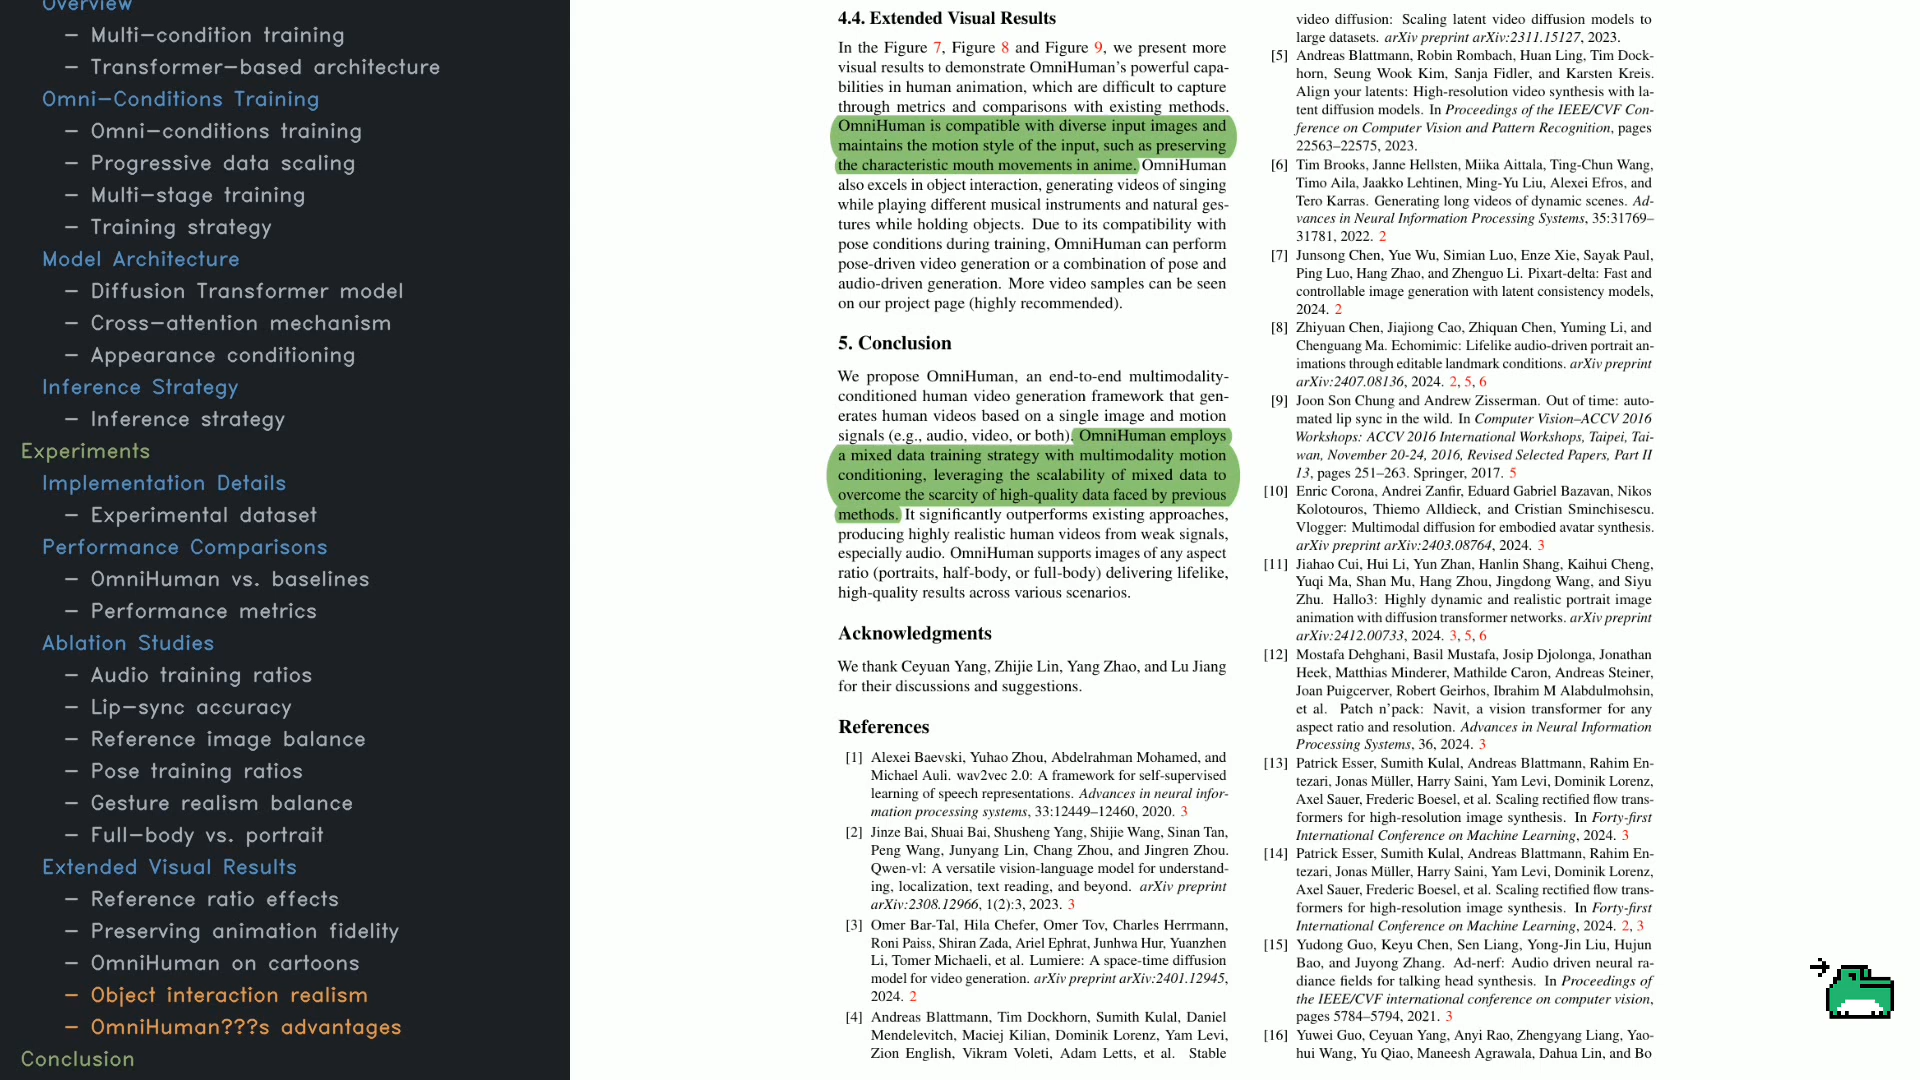 Overview
– Multi-condition training
– Transformer-based architecture
Omni-Conditions Training
– Omni-conditions training
– Progressive data scaling
– Multi-stage training
– Training strategy
Model Architecture
– Diffusion Transformer model
– Cross-attention mechanism
– Appearance conditioning
Inference Strategy
– Inference strategy
Experiments
Implementation Details
– Experimental dataset
Performance Comparisons
– OmniHuman vs. baselines
– Performance metrics
Ablation Studies
– Audio training ratios
– Lip-sync accuracy
– Reference image balance
– Pose training ratios
– Gesture realism balance
– Full-body vs. portrait
Extended Visual Results
– Reference ratio effects
– Preserving animation fidelity
– OmniHuman on cartoons
– Object interaction realism
– OmniHuman???s advantages
Conclusion
4.4. Extended Visual Results
In the Figure 7, Figure 8 and Figure 9, we present more
visual results to demonstrate OmniHuman's powerful capa-
bilities in human animation, which are difficult to capture
through metrics and comparisons with existing methods.
OmniHuman is compatible with diverse input images and
maintains the motion style of the input, such as preserving
the characteristic mouth movements in anime. OmniHuman
also excels in object interaction, generating videos of singing
while playing different musical instruments and natural ges-
tures while holding objects. Due to its compatibility with
pose conditions during training, OmniHuman can perform
pose-driven video generation or a combination of pose and
audio-driven generation. More video samples can be seen
on our project page (highly recommended).
5. Conclusion
We propose OmniHuman, an end-to-end multimodality-
conditioned human video generation framework that gen-
erates human videos based on a single image and motion
signals (e.g., audio, video, or both). OmniHuman employs
a mixed data training strategy with multimodality motion
conditioning, leveraging the scalability of mixed data to
overcome the scarcity of high-quality data faced by previous
methods. It significantly outperforms existing approaches,
producing highly realistic human videos from weak signals,
especially audio. OmniHuman supports images of any aspect
ratio (portraits, half-body, or full-body) delivering lifelike,
high-quality results across various scenarios.
Acknowledgments
We thank Ceyuan Yang, Zhijie Lin, Yang Zhao, and Lu Jiang
for their discussions and suggestions.
References
[1] Alexei Baevski, Yuhao Zhou, Abdelrahman Mohamed, and
Michael Auli. wav2vec 2.0: A framework for self-supervised
learning of speech representations. Advances in neural infor-
mation processing systems, 33:12449–12460, 2020. 3
[2] Jinze Bai, Shuai Bai, Shusheng Yang, Shijie Wang, Sinan Tan,
Peng Wang, Junyang Lin, Chang Zhou, and Jingren Zhou.
Qwen-vl: A versatile vision-language model for understand-
ing, localization, text reading, and beyond. arXiv preprint
arXiv:2308.12966, 1(2):3, 2023. 3
[3] Omer Bar-Tal, Hila Chefer, Omer Tov, Charles Herrmann,
Roni Paiss, Shiran Zada, Ariel Ephrat, Junhwa Hur, Yuanzhen
Li, Tomer Michaeli, et al. Lumiere: A space-time diffusion
model for video generation. arXiv preprint arXiv:2401.12945,
2024. 2
[4] Andreas Blattmann, Tim Dockhorn, Sumith Kulal, Daniel
Mendelevitch, Maciej Kilian, Dominik Lorenz, Yam Levi,
Zion English, Vikram Voleti, Adam Letts, et al. Stable
video diffusion: Scaling latent video diffusion models to
large datasets. arXiv preprint arXiv:2311.15127, 2023.
[5] Andreas Blattmann, Robin Rombach, Huan Ling, Tim Dock-
horn, Seung Wook Kim, Sanja Fidler, and Karsten Kreis.
Align your latents: High-resolution video synthesis with la-
tent diffusion models. In Proceedings of the IEEE/CVF Con-
ference on Computer Vision and Pattern Recognition, pages
22563–22575, 2023.
[6] Tim Brooks, Janne Hellsten, Miika Aittala, Ting-Chun Wang,
Timo Aila, Jaakko Lehtinen, Ming-Yu Liu, Alexei Efros, and
Tero Karras. Generating long videos of dynamic scenes. Ad-
vances in Neural Information Processing Systems, 35:31769–
31781, 2022. 2
[7] Junsong Chen, Yue Wu, Simian Luo, Enze Xie, Sayak Paul,
Ping Luo, Hang Zhao, and Zhenguo Li. Pixart-delta: Fast and
controllable image generation with latent consistency models,
2024. 2
[8] Zhiyuan Chen, Jiajiong Cao, Zhiquan Chen, Yuming Li, and
Chenguang Ma. Echomimic: Lifelike audio-driven portrait an-
imations through editable landmark conditions. arXiv preprint
arXiv:2407.08136, 2024. 2, 5, 6
[9] Joon Son Chung and Andrew Zisserman. Out of time: auto-
mated lip sync in the wild. In Computer Vision–ACCV 2016
Workshops: ACCV 2016 International Workshops, Taipei, Tai-
wan, November 20-24, 2016, Revised Selected Papers, Part II
13, pages 251–263. Springer, 2017. 5
[10] Enric Corona, Andrei Zanfir, Eduard Gabriel Bazavan, Nikos
Kolotouros, Thiemo Alldieck, and Cristian Sminchisescu.
Vlogger: Multimodal diffusion for embodied avatar synthesis.
arXiv preprint arXiv:2403.08764, 2024. 3
[11] Jiahao Cui, Hui Li, Yun Zhan, Hanlin Shang, Kaihui Cheng,
Yuqi Ma, Shan Mu, Hang Zhou, Jingdong Wang, and Siyu
Zhu. Hallo3: Highly dynamic and realistic portrait image
animation with diffusion transformer networks. arXiv preprint
arXiv:2412.00733, 2024. 3, 5, 6
[12] Mostafa Dehghani, Basil Mustafa, Josip Djolonga, Jonathan
Heek, Matthias Minderer, Mathilde Caron, Andreas Steiner,
Joan Puigcerver, Robert Geirhos, Ibrahim M Alabdulmohsin,
et al. Patch n'pack: Navit, a vision transformer for any
aspect ratio and resolution. Advances in Neural Information
Processing Systems, 36, 2024. 3
[13] Patrick Esser, Sumith Kulal, Andreas Blattmann, Rahim En-
tezari, Jonas Müller, Harry Saini, Yam Levi, Dominik Lorenz,
Axel Sauer, Frederic Boesel, et al. Scaling rectified flow trans-
formers for high-resolution image synthesis. In Forty-first
International Conference on Machine Learning, 2024. 3
[14] Patrick Esser, Sumith Kulal, Andreas Blattmann, Rahim En-
tezari, Jonas Müller, Harry Saini, Yam Levi, Dominik Lorenz,
Axel Sauer, Frederic Boesel, et al. Scaling rectified flow trans-
formers for high-resolution image synthesis. In Forty-first
International Conference on Machine Learning, 2024. 2, 3
[15] Yudong Guo, Keyu Chen, Sen Liang, Yong-Jin Liu, Hujun
Bao, and Juyong Zhang. Ad-nerf: Audio driven neural ra-
diance fields for talking head synthesis. In Proceedings of
the IEEE/CVF international conference on computer vision,
pages 5784–5794, 2021. 3
[16] Yuwei Guo, Ceyuan Yang, Anyi Rao, Zhengyang Liang, Yao-
hui Wang, Yu Qiao, Maneesh Agrawala, Dahua Lin, and Bo